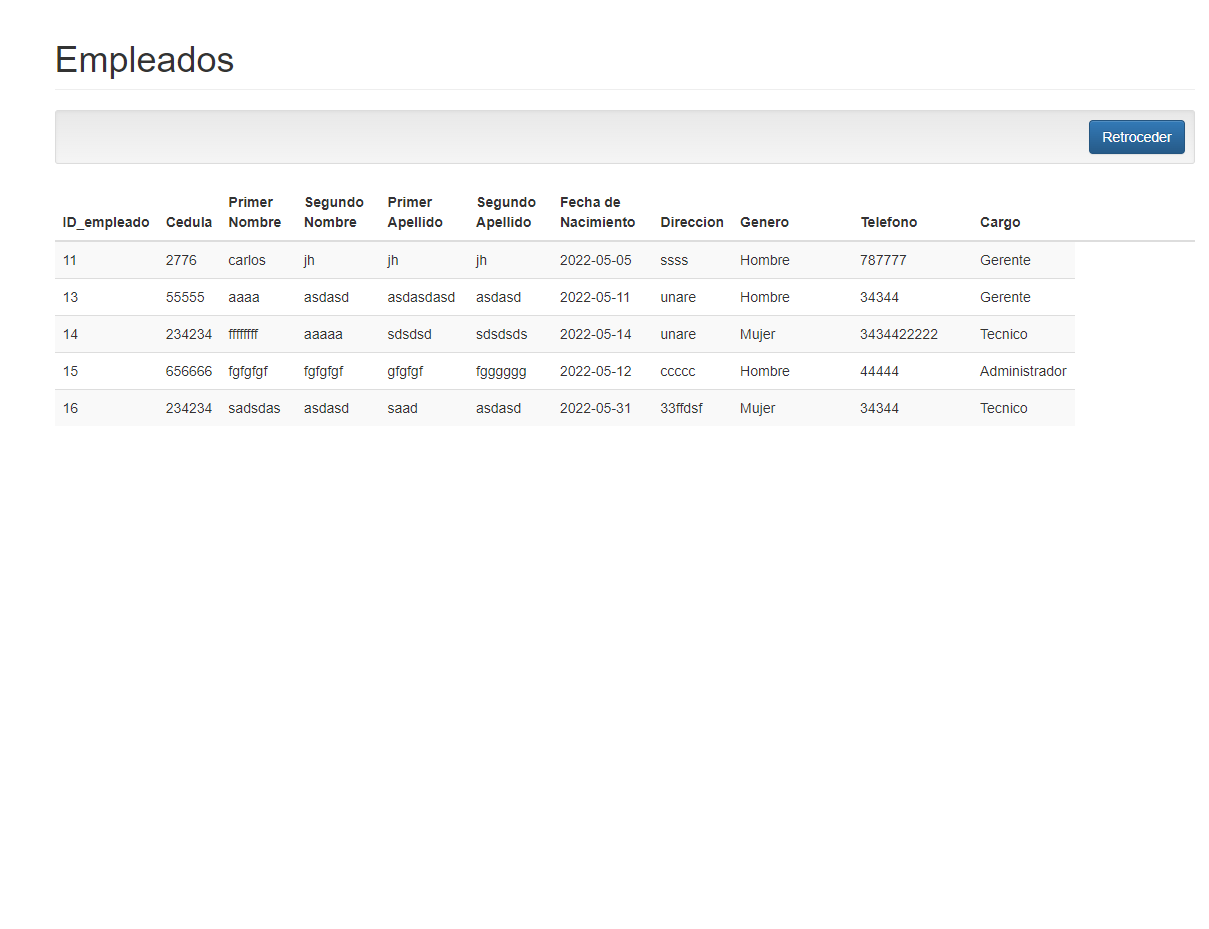 Empleados
Retroceder
ID_empleado Cedula Primer Nombre Segundo Nombre Primer Apellido Segundo Apellido Fecha de Nacimiento Direccion Genero Telefono Cargo
11 2776 carlos jh jh jh 2022-05-05 ssss Hombre 787777 Gerente
13 55555 aaaa asdasd asdasdasd asdasd 2022-05-11 unare Hombre 34344 Gerente
14 234234 ffffffff aaaaa sdsdsd sdsdsds 2022-05-14 unare Mujer 3434422222 Tecnico
15 656666 fgfgfgf fgfgfgf gfgfgf fgggggg 2022-05-12 ccccc Hombre 44444 Administrador
16 234234 sadsdas asdasd saad asdasd 2022-05-31 33ffdsf Mujer 34344 Tecnico